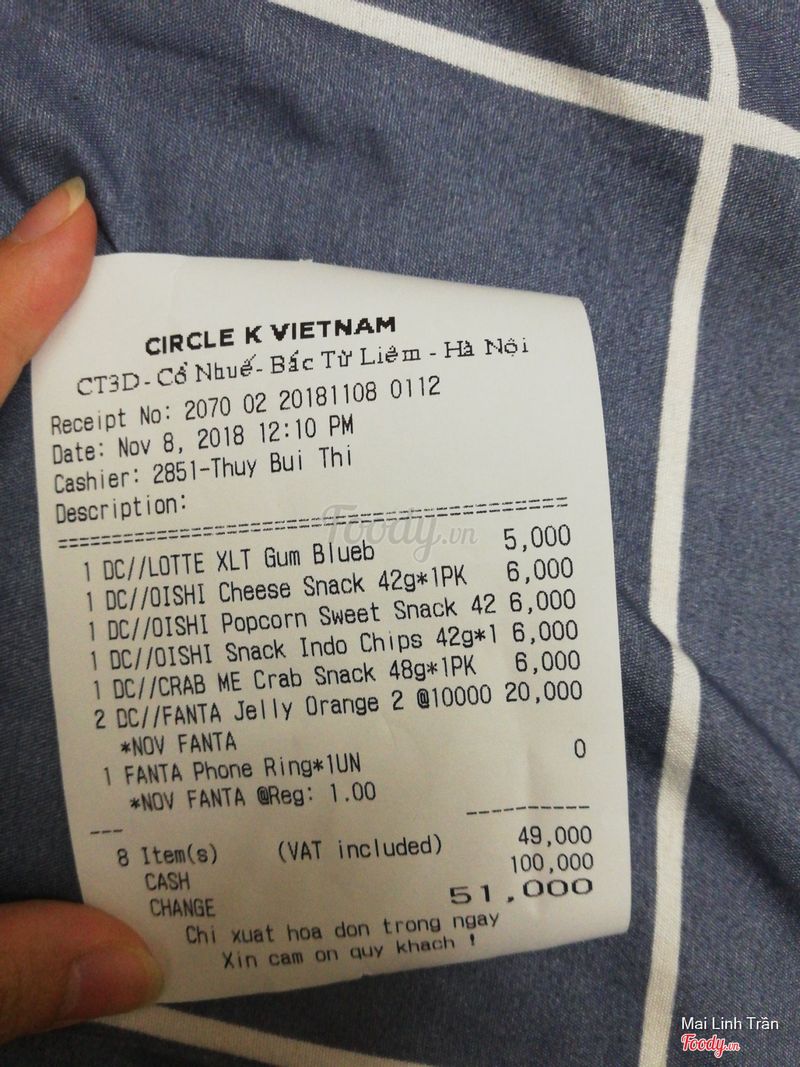 CIRCLE K VIETNAM
CT3D - Cổ Nhuế - Bắc Từ Liêm - Hà Nội
Receipt No: 2070 02 20181108 0112
Date: Nov 8, 2018 12:10 PM
Cashier: 2851-Thuy Bui Thi
Description:
1 DC//LOTTE XLT Gum Blueb 5,000
1 DC//OISHI Cheese Snack 42g*1PK 6,000
1 DC//OISHI Popcorn Sweet Snack 42 6,000
1 DC//OISHI Snack Indo Chips 42g*1 6,000
1 DC//CRAB ME Crab Snack 48g*1PK 6,000
2 DC//FANTA Jelly Orange 2 @10000 20,000
*NOV FANTA
1 FANTA Phone Ring*1UN 0
*NOV FANTA @Reg: 1.00
8 Item(s) (VAT included) 49,000
CASH 100,000
CHANGE 51,000
Chi xuat hoa don trong ngay
Xin cam on quy khach !
Foody.vn
Mai Linh Trần
Foody.vn